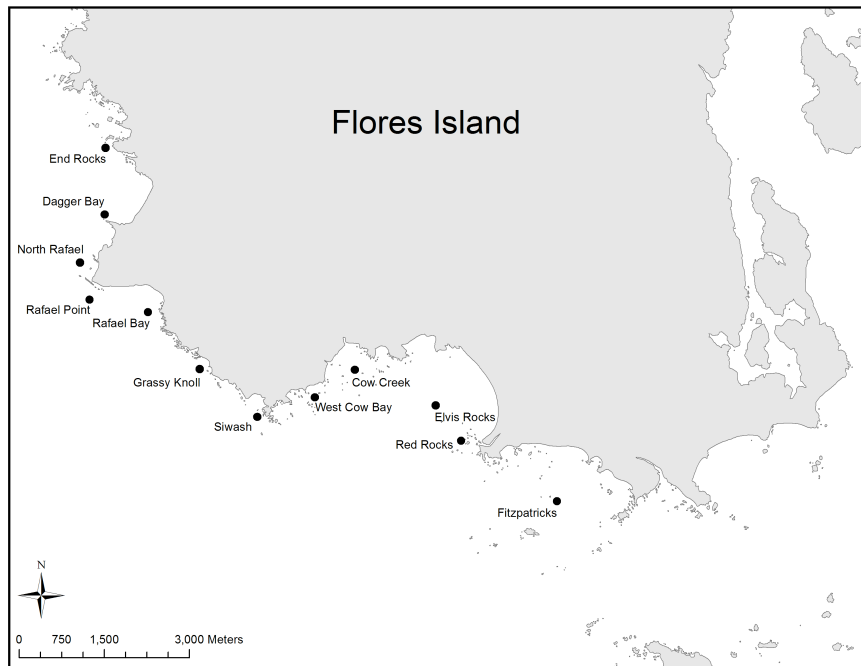 Flores Island
End Rocks
Dagger Bay
North Rafael
Rafael Point
Rafael Bay
Grassy Knoll
Cow Creek
West Cow Bay
Siwash
Elvis Rocks
Red Rocks
Fitzpatricks
N
0 750 1,500 3,000 Meters